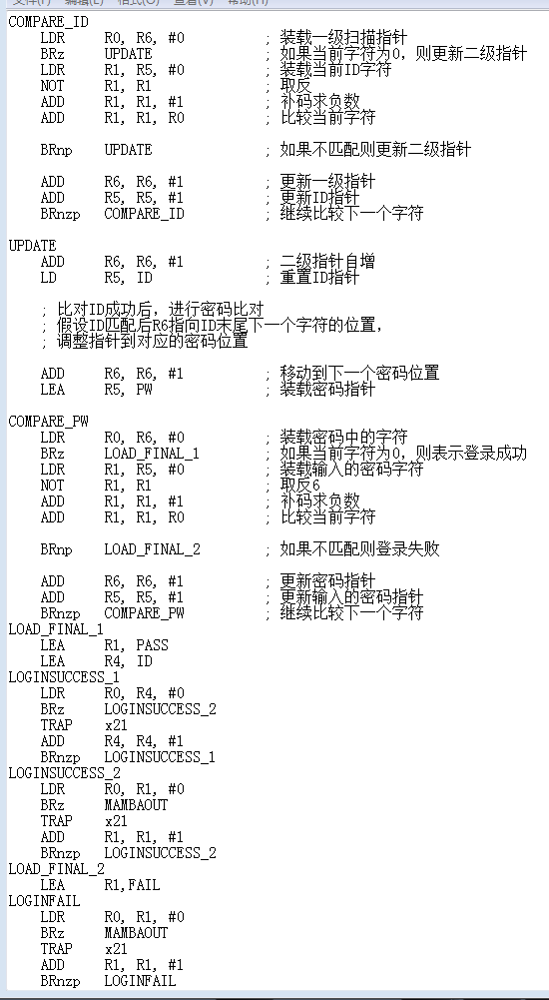 文件(F) 编辑(E) 格式(O) 查看(V) 帮助(H)
COMPARE_ID
LDR R0, R6, #0 ; 装载一级扫描指针
BRz UPDATE ; 如果当前字符为0，则更新二级指针
LDR R1, R5, #0 ; 装载当前ID字符
NOT R1, R1 ; 取反
ADD R1, R1, #1 ; 补码求负数
ADD R1, R1, R0 ; 比较当前字符
BRnp UPDATE ; 如果不匹配则更新二级指针
ADD R6, R6, #1 ; 更新一级指针
ADD R5, R5, #1 ; 更新ID指针
BRnzp COMPARE_ID ; 继续比较下一个字符
UPDATE
ADD R6, R6, #1 ; 二级指针自增
LD R5, ID ; 重置ID指针
; 比对ID成功后，进行密码比对
; 假设ID匹配后R6指向ID末尾下一个字符的位置，
; 调整指针到对应的密码位置
ADD R6, R6, #1 ; 移动到下一个密码位置
LEA R5, PW ; 装载密码指针
COMPARE_PW
LDR R0, R6, #0 ; 装载密码中的字符
BRz LOAD_FINAL_1 ; 如果当前字符为0，则表示登录成功
LDR R1, R5, #0 ; 装载输入的密码字符
NOT R1, R1 ; 取反6
ADD R1, R1, #1 ; 补码求负数
ADD R1, R1, R0 ; 比较当前字符
BRnp LOAD_FINAL_2 ; 如果不匹配则登录失败
ADD R6, R6, #1 ; 更新密码指针
ADD R5, R5, #1 ; 更新输入的密码指针
BRnzp COMPARE_PW ; 继续比较下一个字符
LOAD_FINAL_1
LEA R1, PASS
LEA R4, ID
LOGINSUCCESS_1
LDR R0, R4, #0
BRz LOGINSUCCESS_2
TRAP x21
ADD R4, R4, #1
BRnzp LOGINSUCCESS_1
LOGINSUCCESS_2
LDR R0, R1, #0
BRz MAMBAOUT
TRAP x21
ADD R1, R1, #1
BRnzp LOGINSUCCESS_2
LOAD_FINAL_2
LEA R1,FAIL
LOGINFAIL
LDR R0, R1, #0
BRz MAMBAOUT
TRAP x21
ADD R1, R1, #1
BRnzp LOGINFAIL